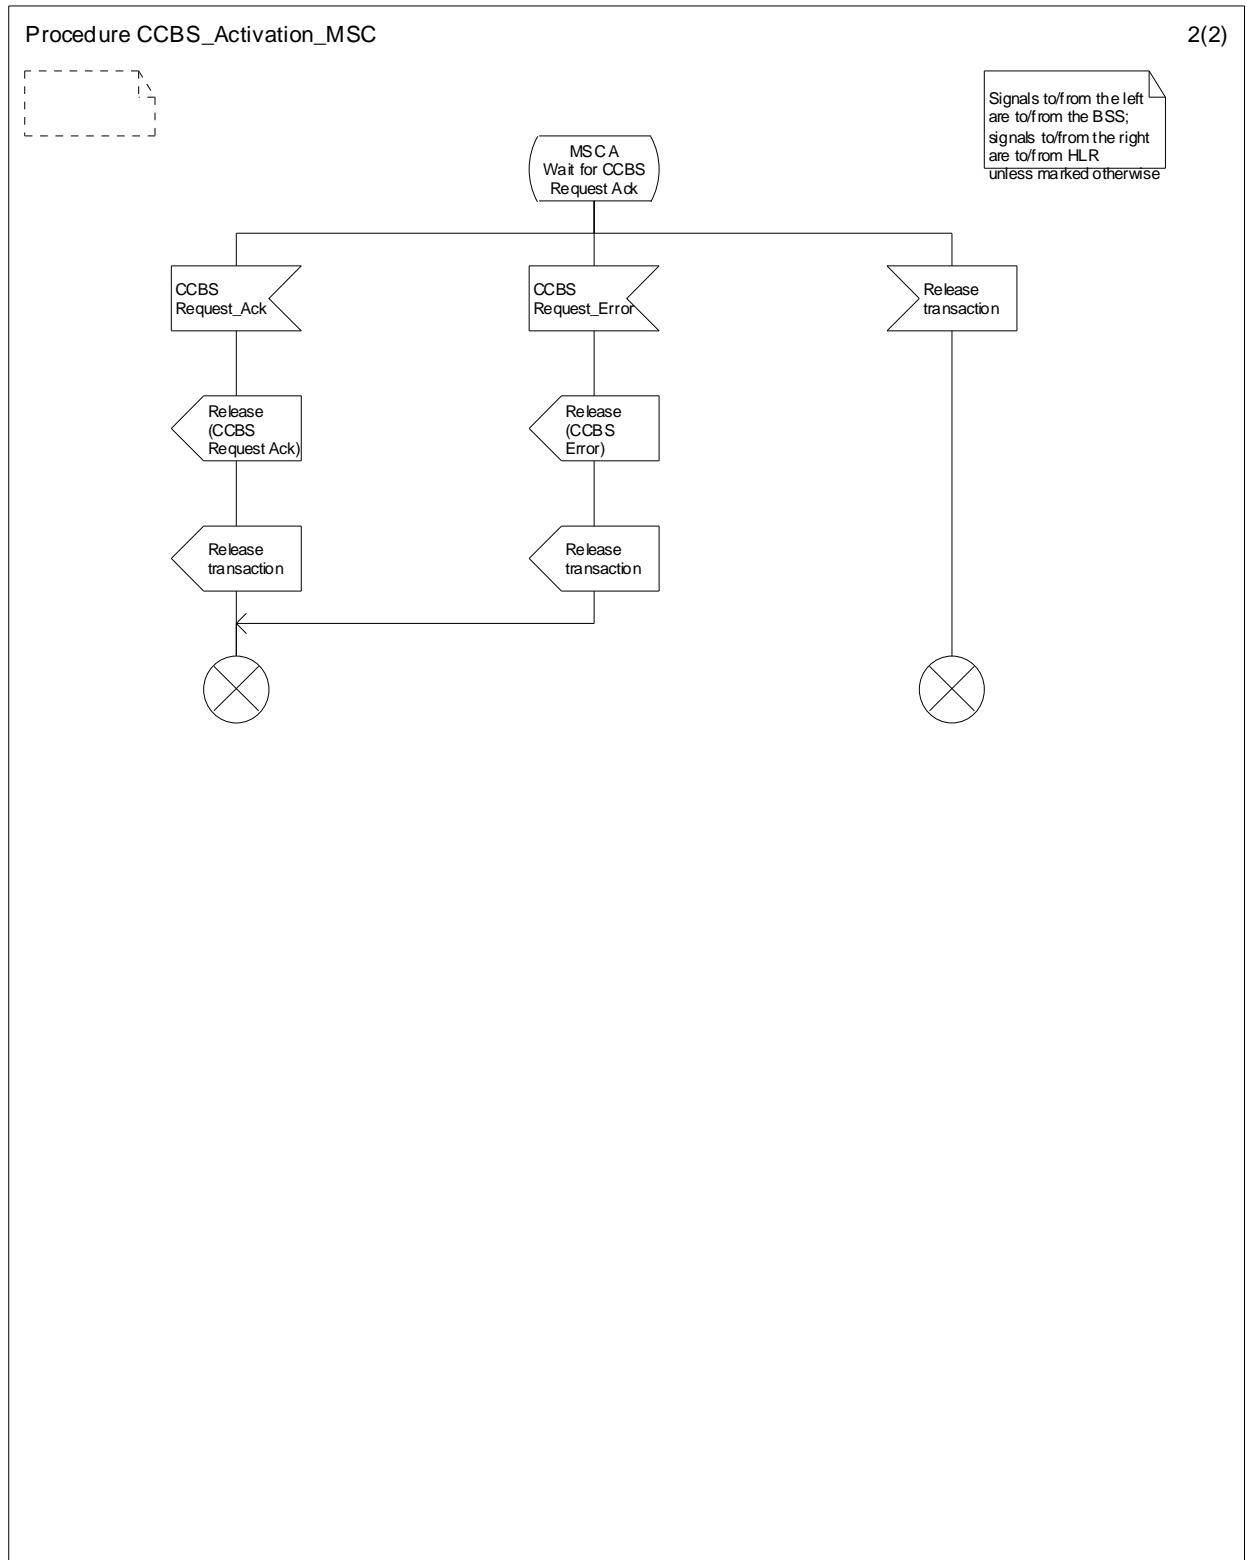 Procedure CCBS_Activation_MSC
2(2)
Signals to/from the left
are to/from the BSS;
signals to/from the right
are to/from HLR
unless marked otherwise
MSC A
Wait for CCBS
Request Ack
CCBS
Request_Ack
CCBS
Request_Error
Release
transaction
Release
(CCBS
Request Ack)
Release
(CCBS
Error)
Release
transaction
Release
transaction